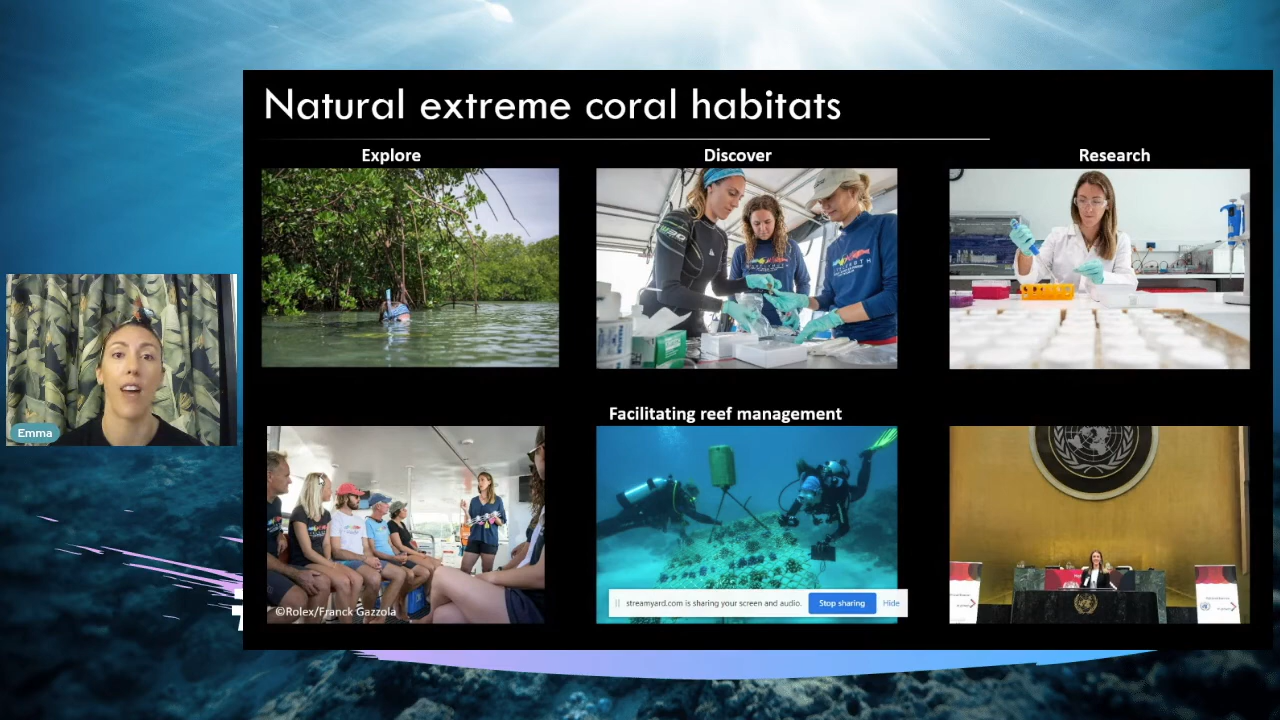 Natural extreme coral habitats
Explore
Discover
Research
Emma
Facilitating reef management
©Rolex/Franck Gazzola
streamyard.com is sharing your screen and audio.
Stop sharing
Hide